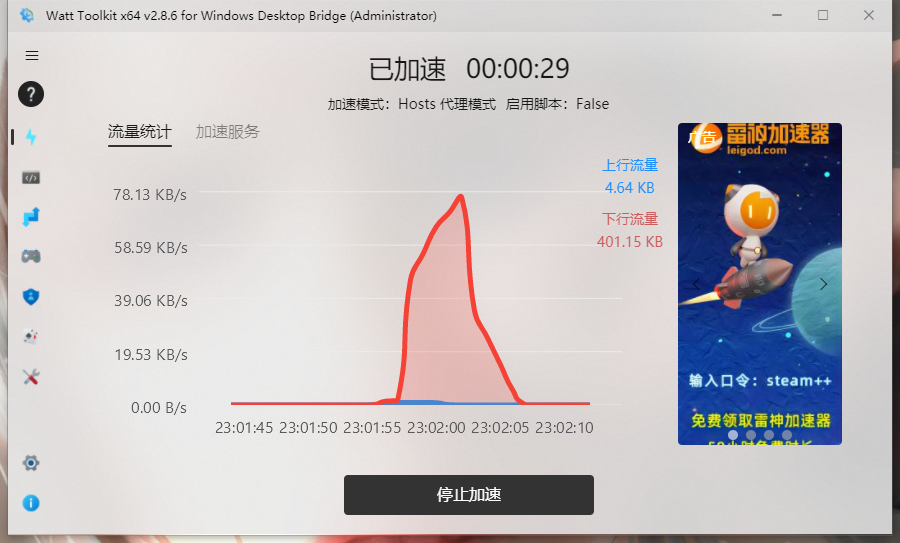 Watt Toolkit x64 v2.8.6 for Windows Desktop Bridge (Administrator)
已加速 00:00:29
加速模式：Hosts 代理模式 启用脚本：False
流量统计 加速服务
上行流量
4.64 KB
下行流量
401.15 KB
78.13 KB/s
58.59 KB/s
39.06 KB/s
19.53 KB/s
0.00 B/s
23:01:45 23:01:50 23:01:55 23:02:00 23:02:05 23:02:10
广告
雷神加速器
leigod.com
输入口令：steam++
免费领取雷神加速器
停止加速